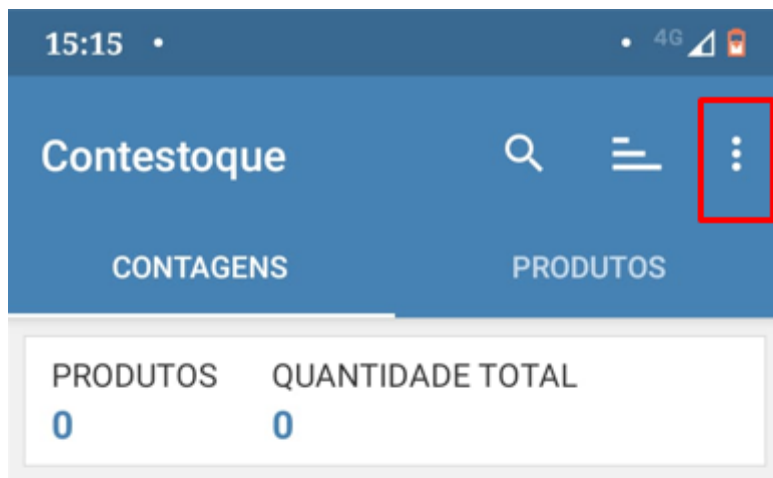 15:15
4G
Contestoque
CONTAGENS PRODUTOS
PRODUTOS QUANTIDADE TOTAL
0 0